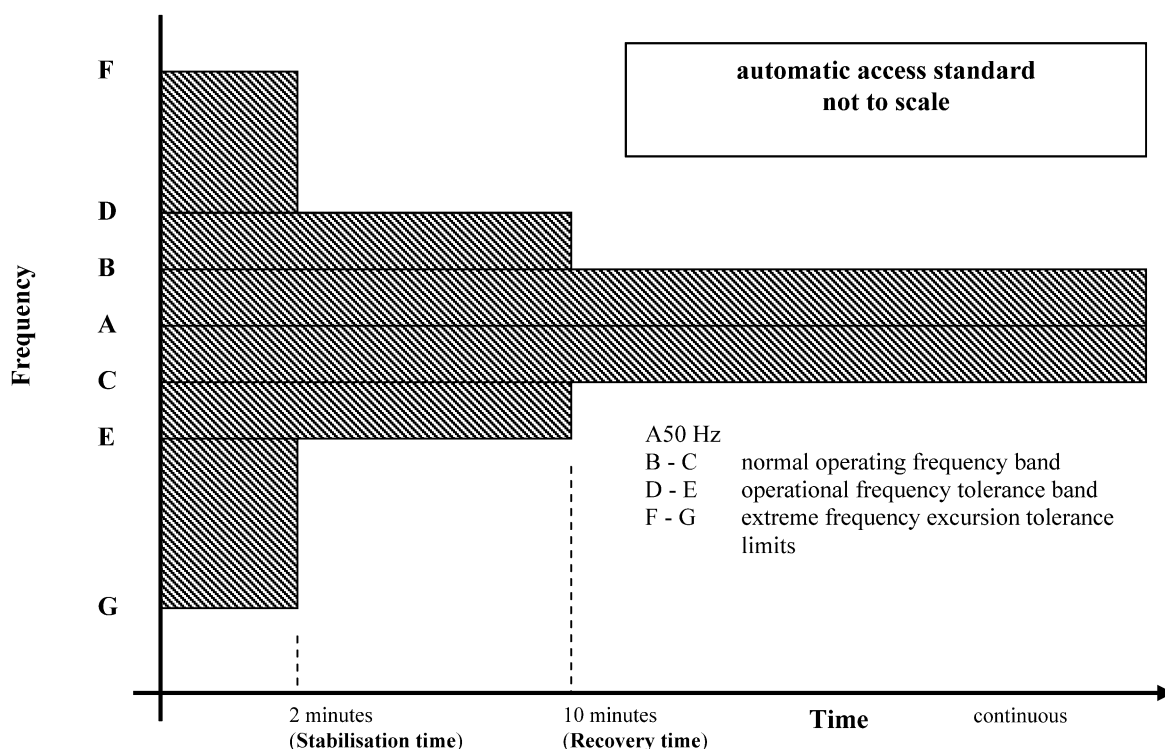 automatic access standard
not to scale
F
D
B
A
C
E
G
Frequency
A50 Hz
B - C normal operating frequency band
D - E operational frequency tolerance band
F - G extreme frequency excursion tolerance
limits
2 minutes
(Stabilisation time)
10 minutes
(Recovery time)
Time
continuous